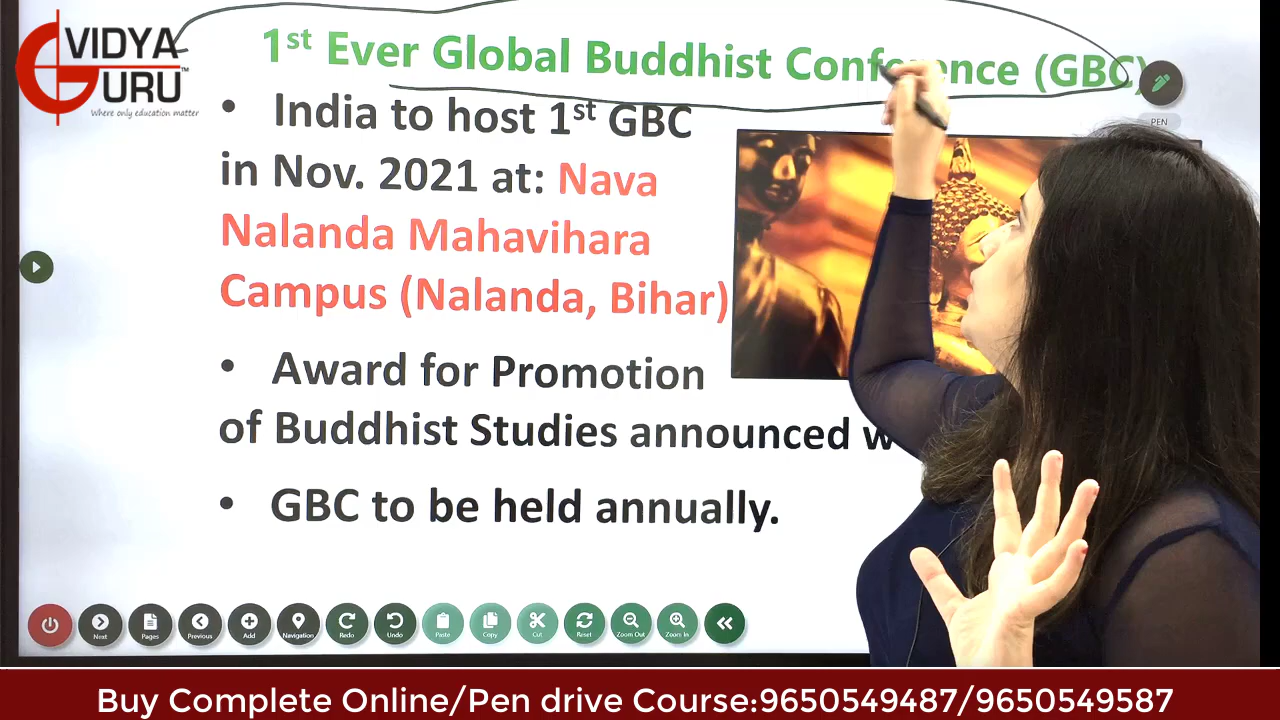 VIDYA
GURU™
Where only education matter
1st Ever Global Buddhist Conference (GBC)
PEN
• India to host 1st GBC
in Nov. 2021 at: Nava
Nalanda Mahavihara
Campus (Nalanda, Bihar)
• Award for Promotion
of Buddhist Studies announced w
• GBC to be held annually.
Next
Pages
Previous
Add
Navigation
Redo
Undo
Paste
Copy
Cut
Reset
Zoom Out
Zoom In
Buy Complete Online/Pen drive Course:9650549487/9650549587